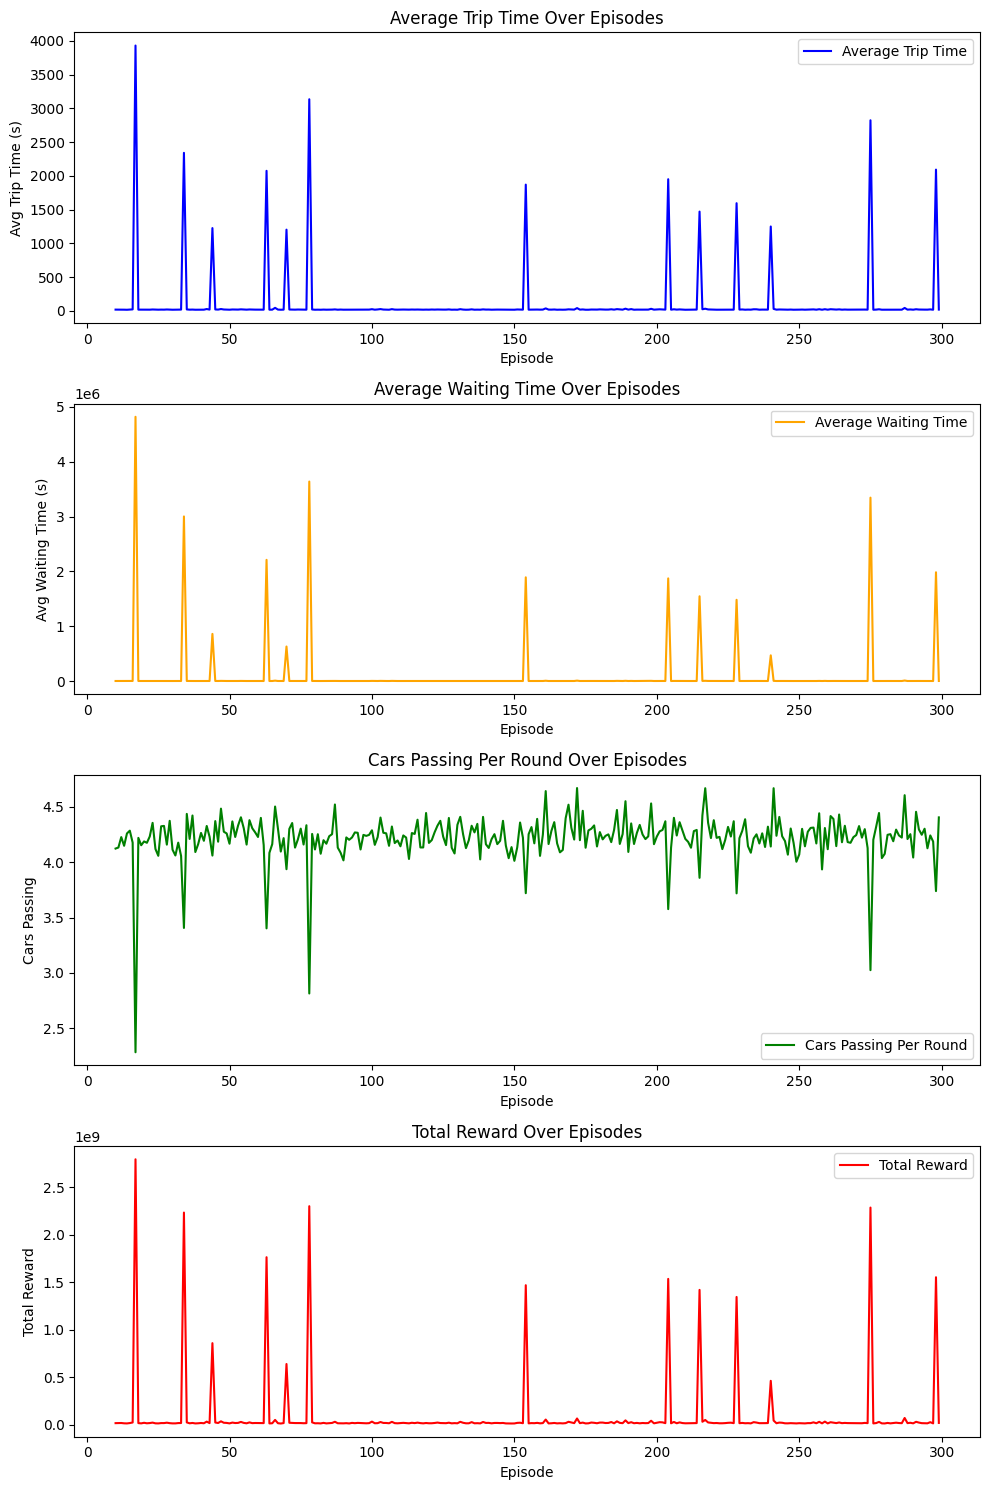 Average Trip Time Over Episodes
4000
3500
3000
2500
2000
1500
1000
500
0
Avg Trip Time (s)
Average Trip Time
0 50 100 150 200 250 300
Episode
1e6
Average Waiting Time Over Episodes
5
4
3
2
1
0
Avg Waiting Time (s)
Average Waiting Time
0 50 100 150 200 250 300
Episode
Cars Passing Per Round Over Episodes
4.5
4.0
3.5
3.0
2.5
Cars Passing
Cars Passing Per Round
0 50 100 150 200 250 300
Episode
1e9
Total Reward Over Episodes
2.5
2.0
1.5
1.0
0.5
0.0
Total Reward
Total Reward
0 50 100 150 200 250 300
Episode